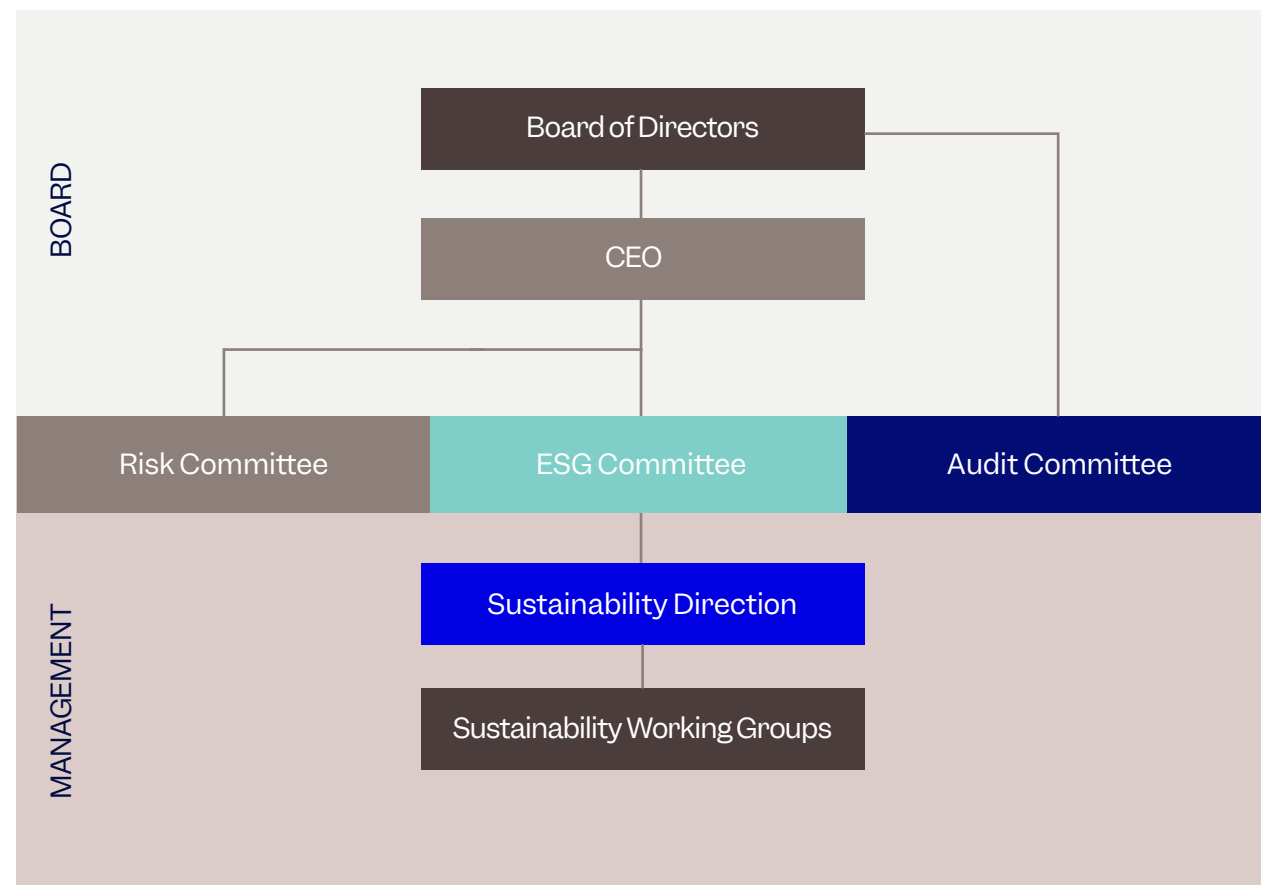 BOARD
Board of Directors
CEO
Risk Committee
ESG Committee
Audit Committee
MANAGEMENT
Sustainability Direction
Sustainability Working Groups